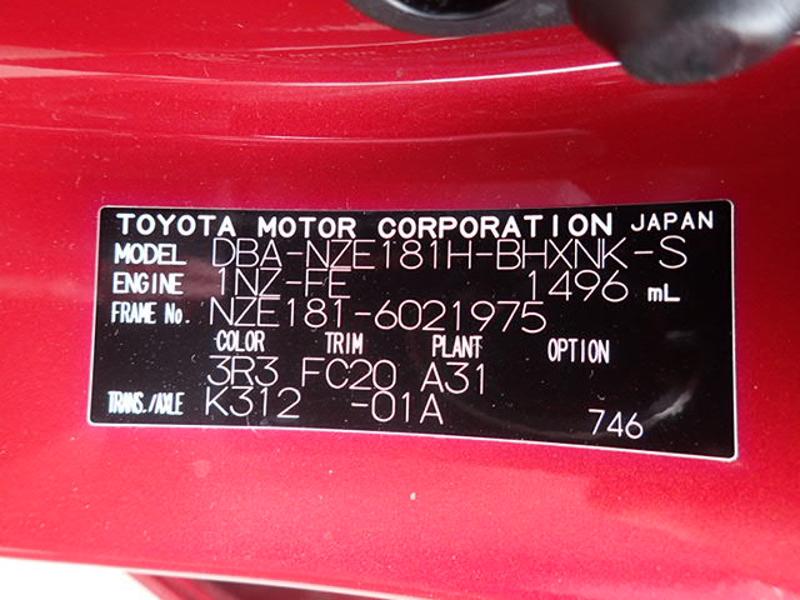 TOYOTA MOTOR CORPORATION JAPAN
MODEL DBA-NZE181H-BHXNK-S
ENGINE 1NZ-FE 1496 mL
FRAME No. NZE181-6021975
COLOR TRIM PLANT OPTION
3R3 FC20 A31
TRANS./AXLE K312 -01A 746